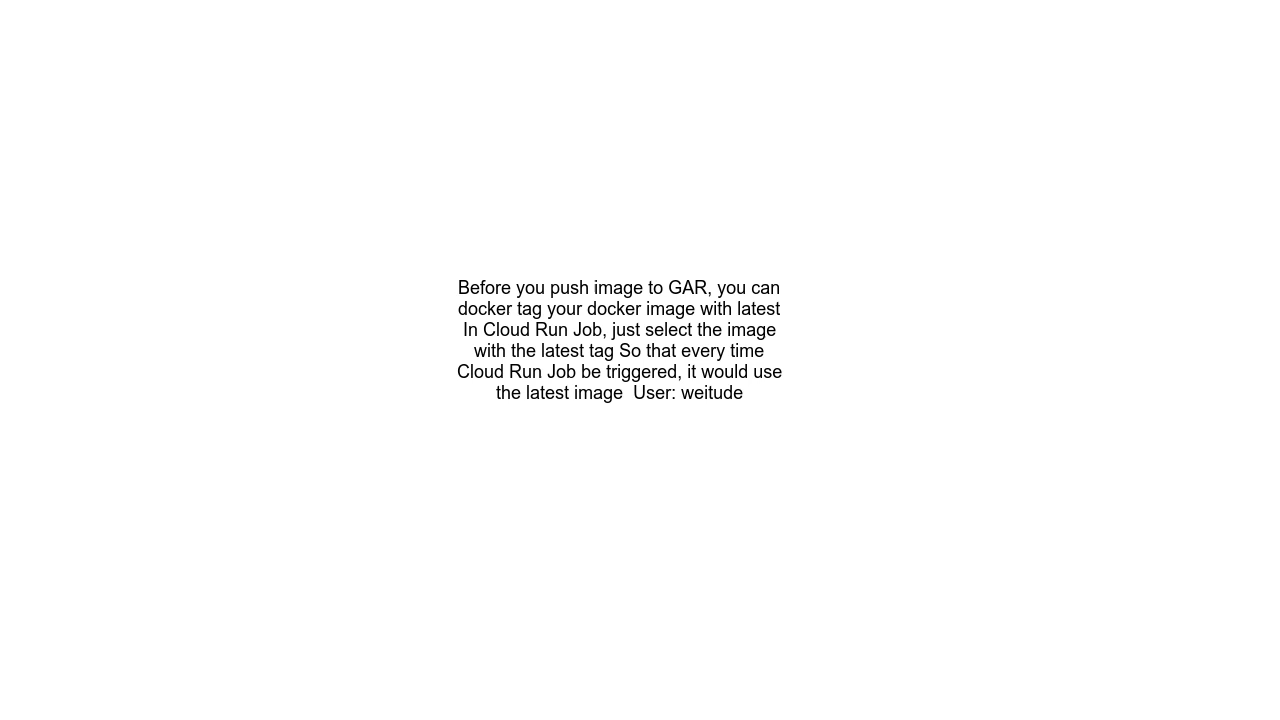 Before you push image to GAR, you can
docker tag your docker image with latest
In Cloud Run Job, just select the image
with the latest tag So that every time
Cloud Run Job be triggered, it would use
the latest image  User: weitude